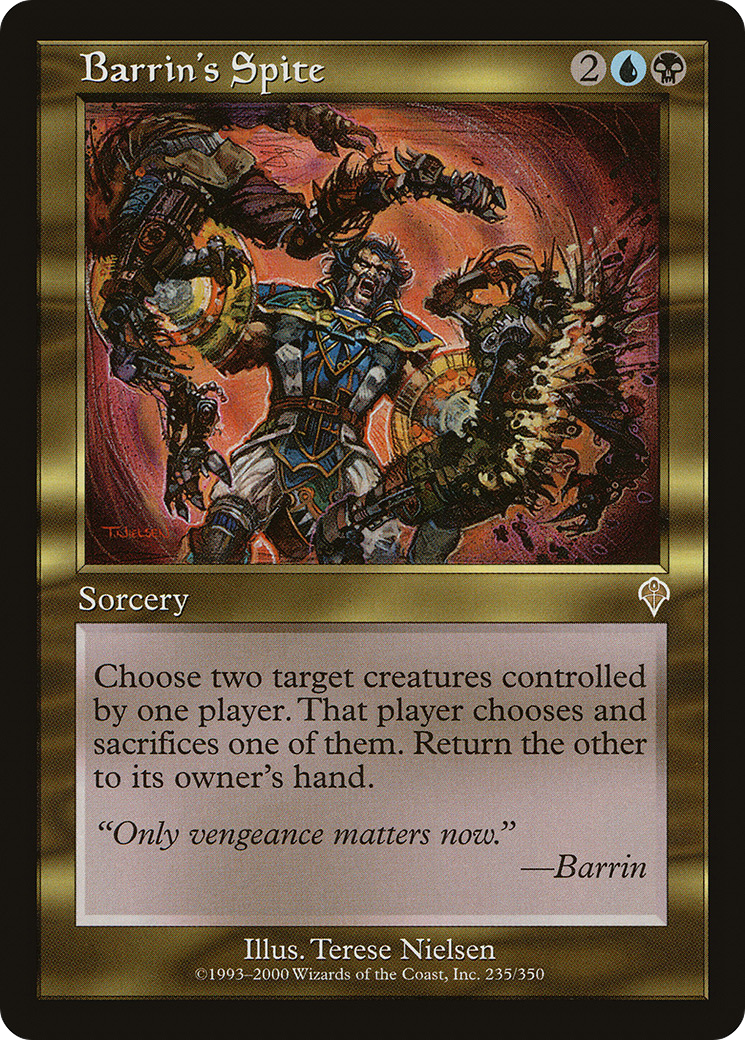 Barrin's Spite
2
T. NIELSEN
Sorcery
Choose two target creatures controlled
by one player. That player chooses and
sacrifices one of them. Return the other
to its owner's hand.
"Only vengeance matters now."
—Barrin
Illus. Terese Nielsen
©1993–2000 Wizards of the Coast, Inc. 235/350